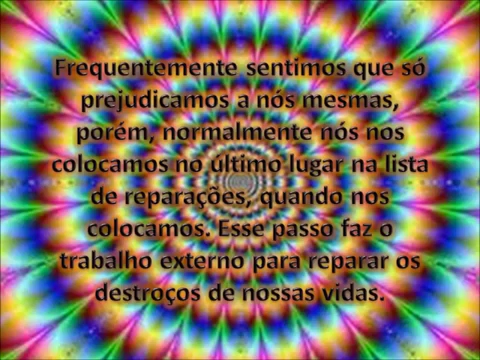 Frequentemente sentimos que só
prejudicamos a nós mesmas,
porém, normalmente nós nos
colocamos no último lugar na lista
de reparações, quando nos
colocamos. Esse passo faz o
trabalho externo para reparar os
destroços de nossas vidas.